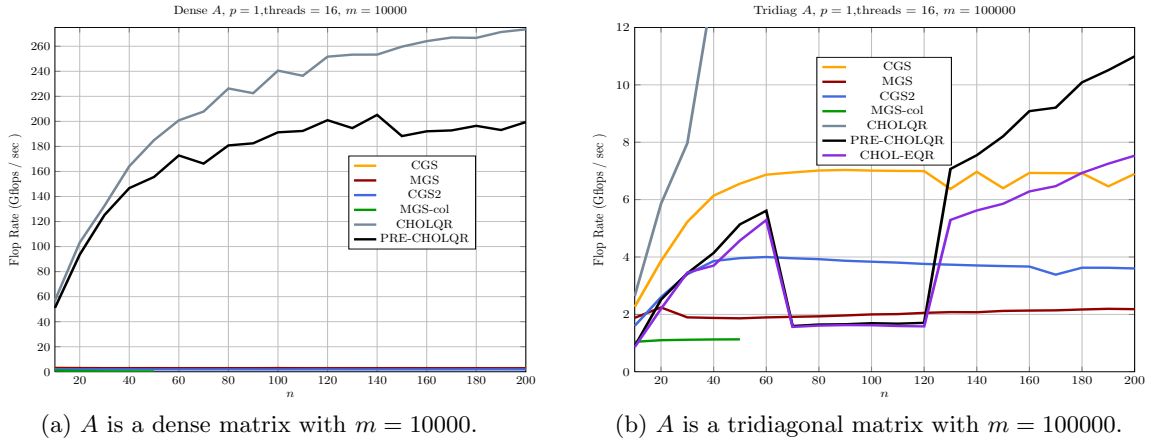 Dense A, p = 1,threads = 16, m = 10000
Flop Rate (Gflops / sec )
260
240
220
200
180
160
140
120
100
80
60
40
20
0
CGS
MGS
CGS2
MGS-col
CHOLQR
PRE-CHOLQR
20 40 60 80 100 120 140 160 180 200
n
(a) A is a dense matrix with m = 10000.
Tridiag A, p = 1,threads = 16, m = 100000
Flop Rate (Gflops / sec )
12
10
8
6
4
2
0
CGS
MGS
CGS2
MGS-col
CHOLQR
PRE-CHOLQR
CHOL-EQR
20 40 60 80 100 120 140 160 180 200
n
(b) A is a tridiagonal matrix with m = 100000.